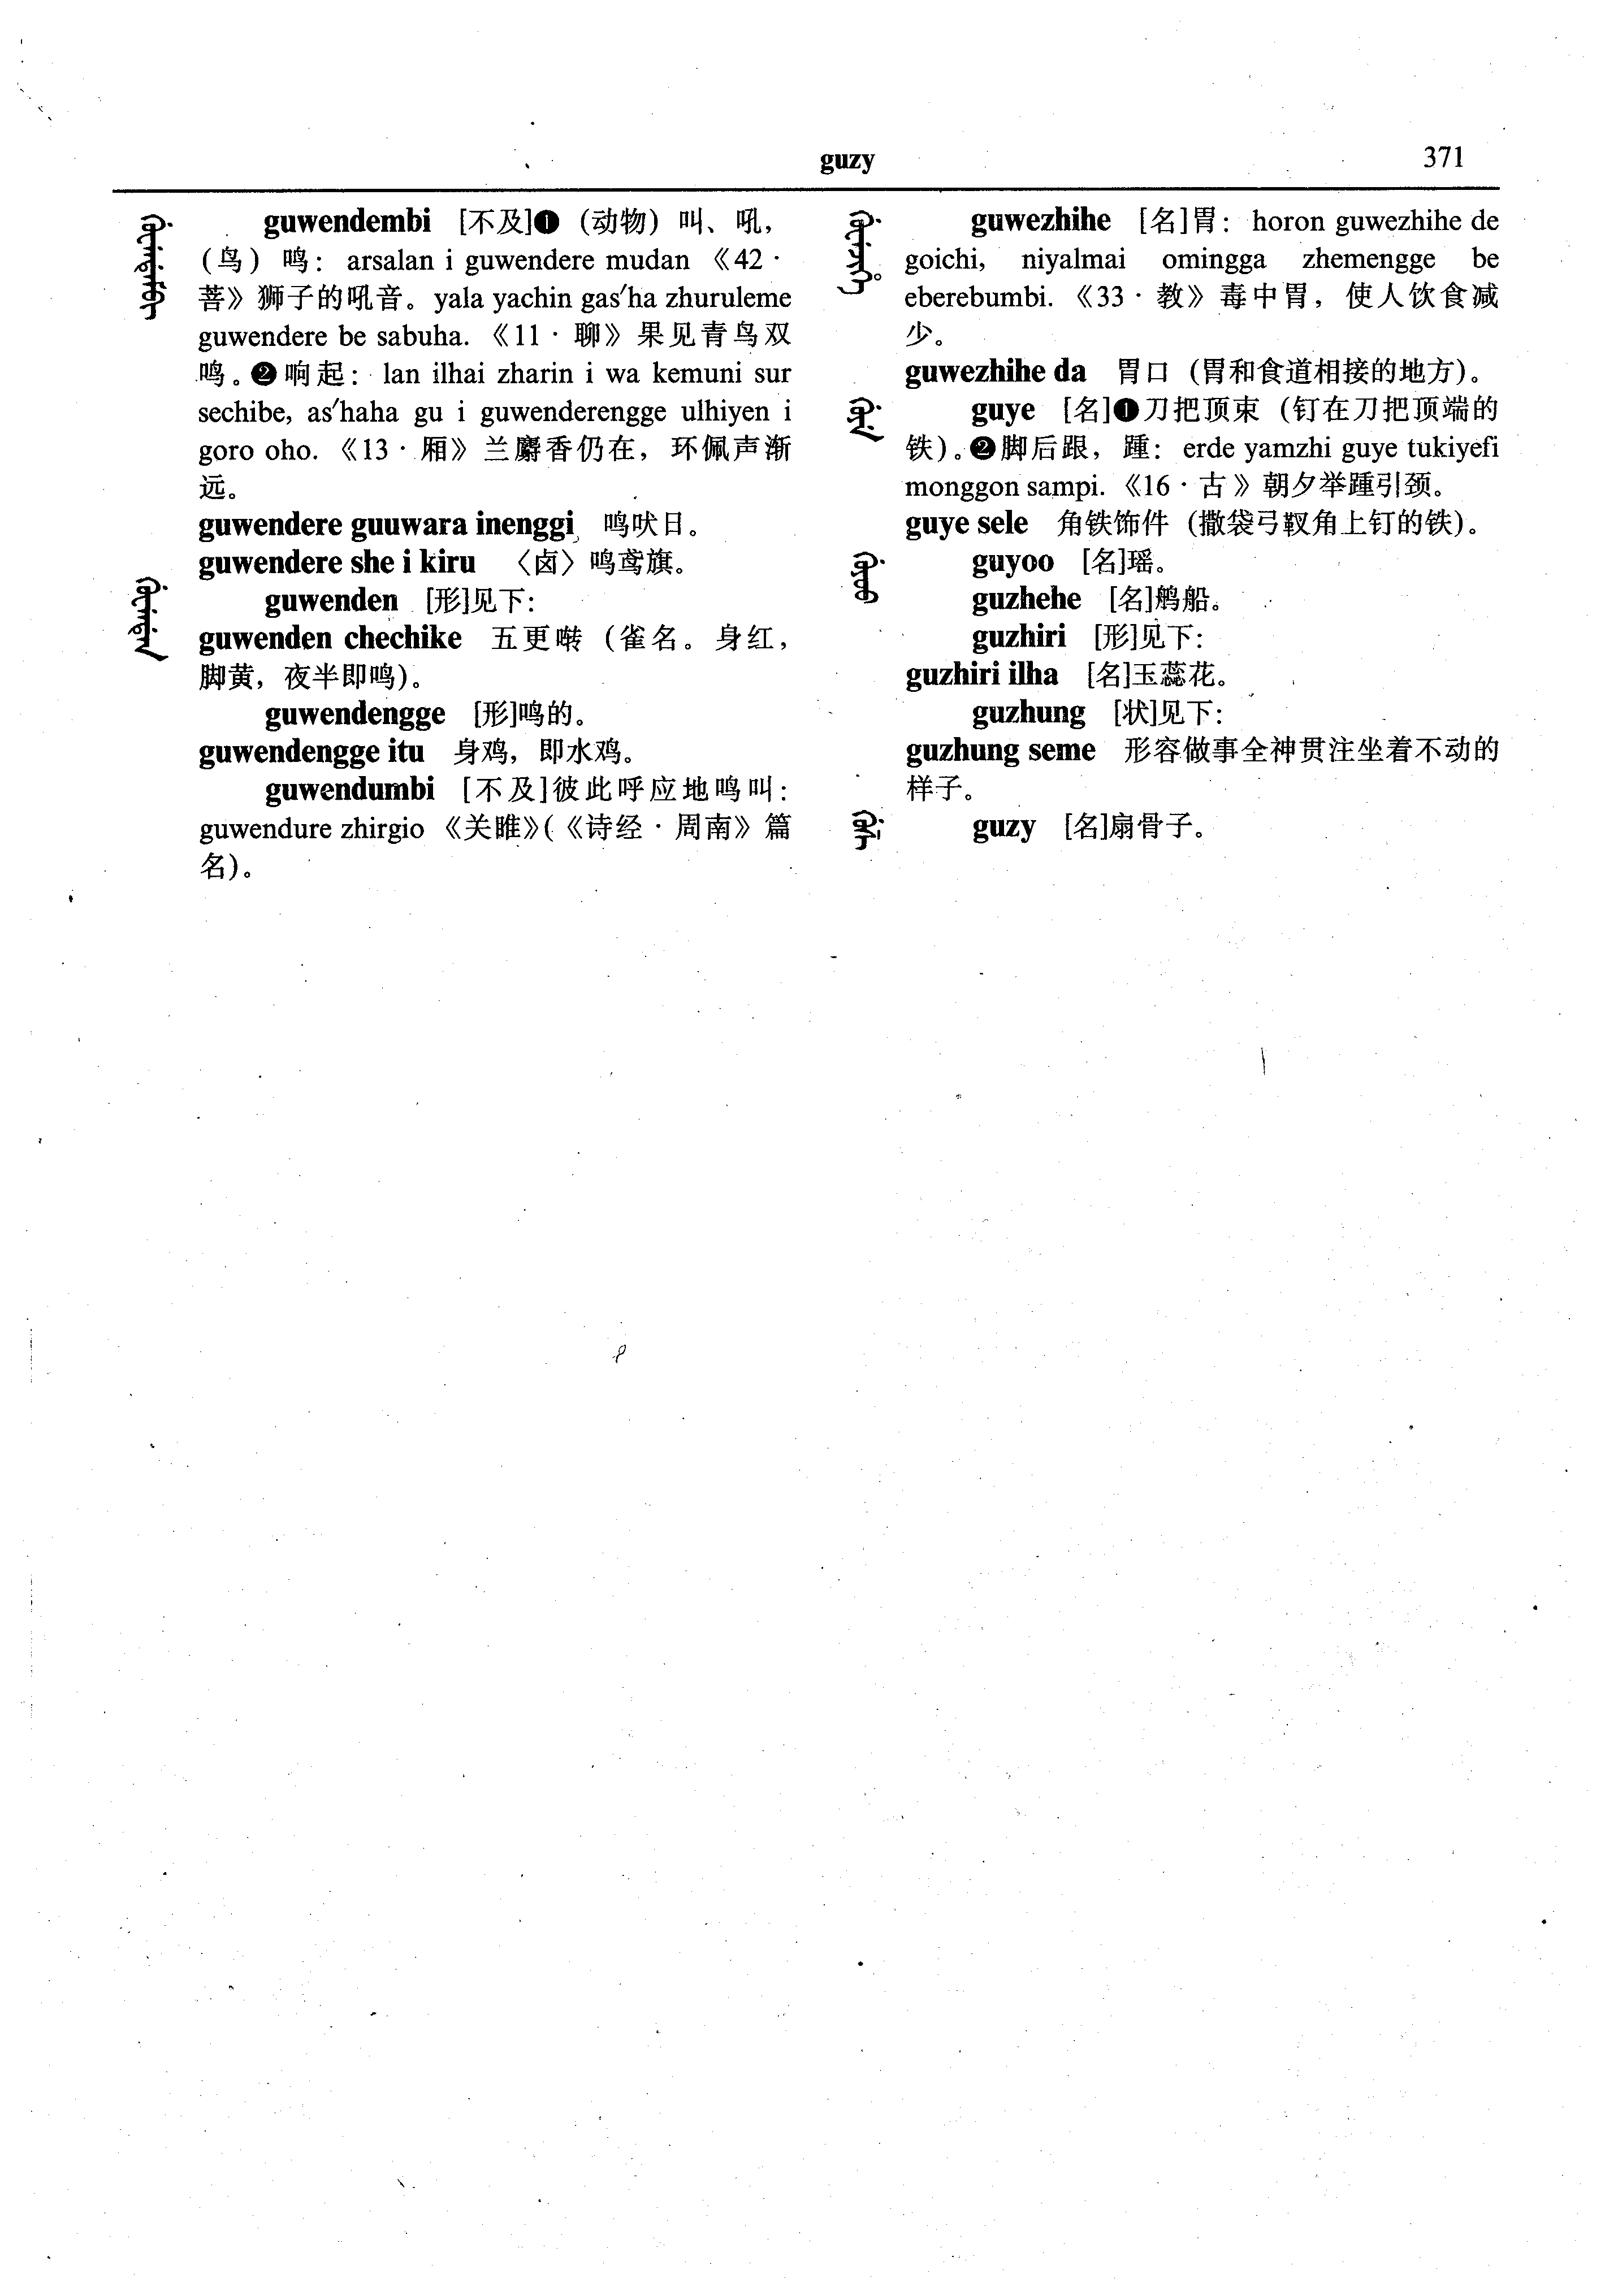 guzy
371
guwendembi [不及]❶（动物）叫、吼，
（鸟）鸣：arsalan i guwendere mudan《42·
菩》狮子的吼音。yala yachin gas'ha zhuruleme
guwendere be sabuha.《11·聊》果见青鸟双
鸣。❷响起：lan ilhai zharin i wa kemuni sur
sechibe, as'haha gu i guwenderengge ulhiyen i
goro oho.《13·厢》兰麝香仍在，环佩声渐
远。
guwendere guuwara inenggi 鸣吠日。
guwendere she i kiru 〈卤〉鸣鸢旗。
guwenden [形]见下：
guwenden chechike 五更啭（雀名。身红，
脚黄，夜半即鸣）。
guwendengge [形]鸣的。
guwendengge itu 身鸡，即水鸡。
guwendumbi [不及]彼此呼应地鸣叫：
guwendure zhirgio《关雎》（《诗经·周南》篇
名）。
guwezhihe [名]胃：horon guwezhihe de
goichi, niyalmai omingga zhemengge be
eberebumbi.《33·教》毒中胃，使人饮食减
少。
guwezhihe da 胃口（胃和食道相接的地方）。
guye [名]❶刀把顶束（钉在刀把顶端的
铁）。❷脚后跟，踵：erde yamzhi guye tukiyefi
monggon sampi.《16·古》朝夕举踵引颈。
guye sele 角铁饰件（撒袋弓靫角上钉的铁）。
guyoo [名]瑶。
guzhehe [名]鹢船。
guzhiri [形]见下：
guzhiri ilha [名]玉蕊花。
guzhung [状]见下：
guzhung seme 形容做事全神贯注坐着不动的
样子。
guzy [名]扇骨子。